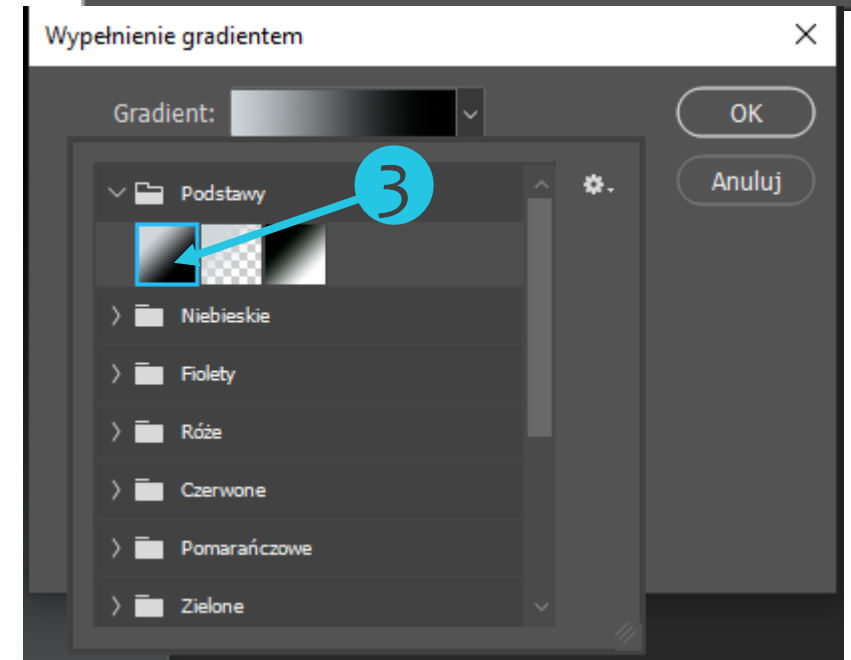 Wypełnienie gradientem
Gradient:
OK
Anuluj
3
Podstawy
Niebieskie
Fiolety
Róże
Czerwone
Pomarańczowe
Zielone